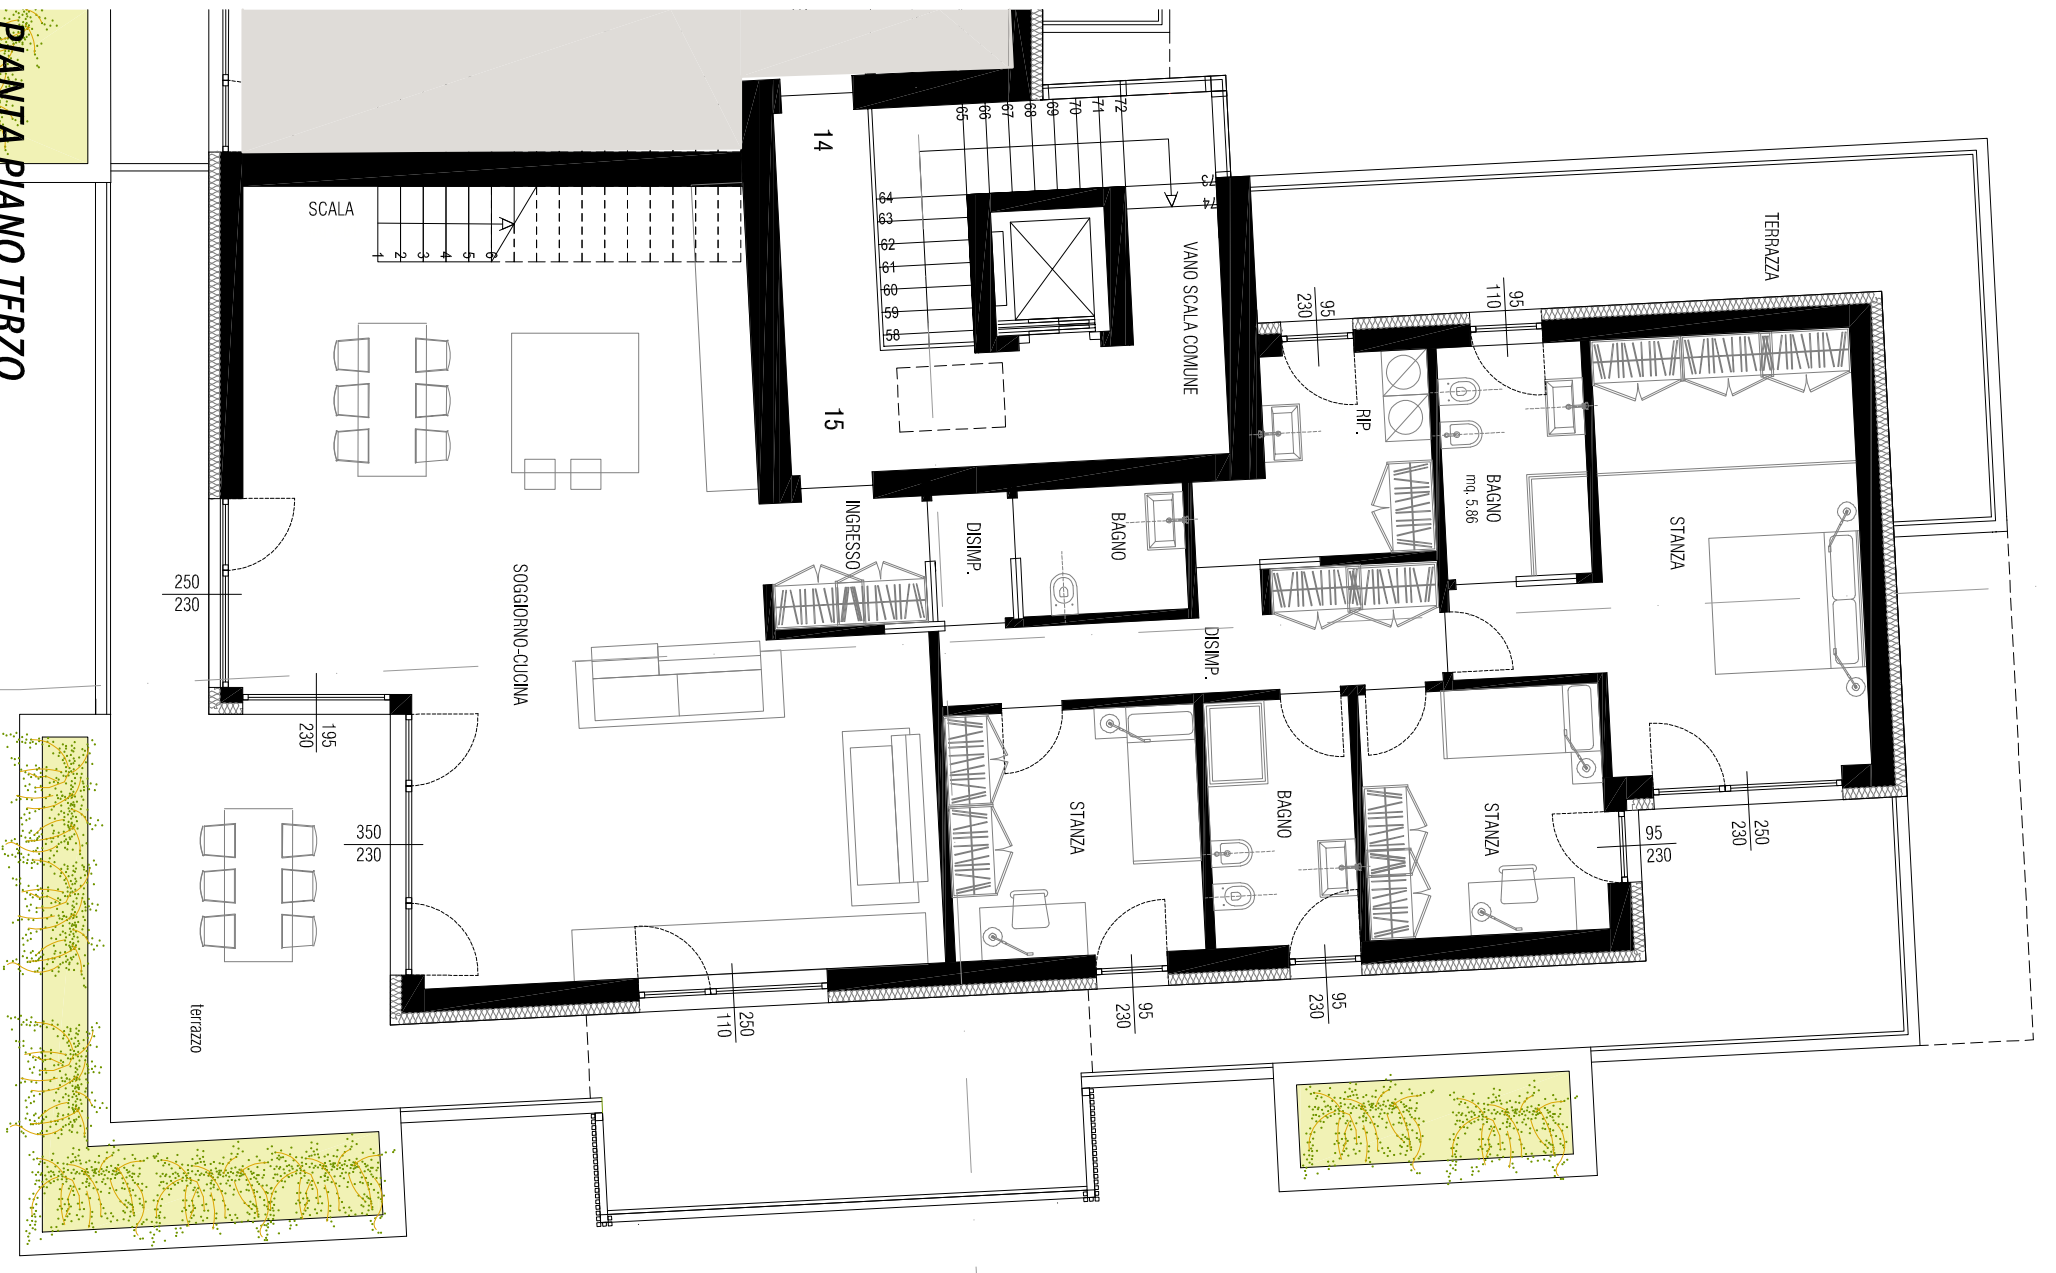 PIANTA PIANO TERZO
14
65
66
67
68
69
70
71
72
73
74
64
63
62
61
60
59
58
15
VANO SCALA COMUNE
TERRAZZA
SCALA
1
2
3
4
5
6
95
230
95
110
RIP.
BAGNO
mq. 5.86
STANZA
INGRESSO
DISIMP.
BAGNO
SOGGIORNO-CUCINA
250
230
DISIMP.
195
230
350
230
STANZA
BAGNO
STANZA
95
230
250
230
terrazzo
250
110
95
230
95
230